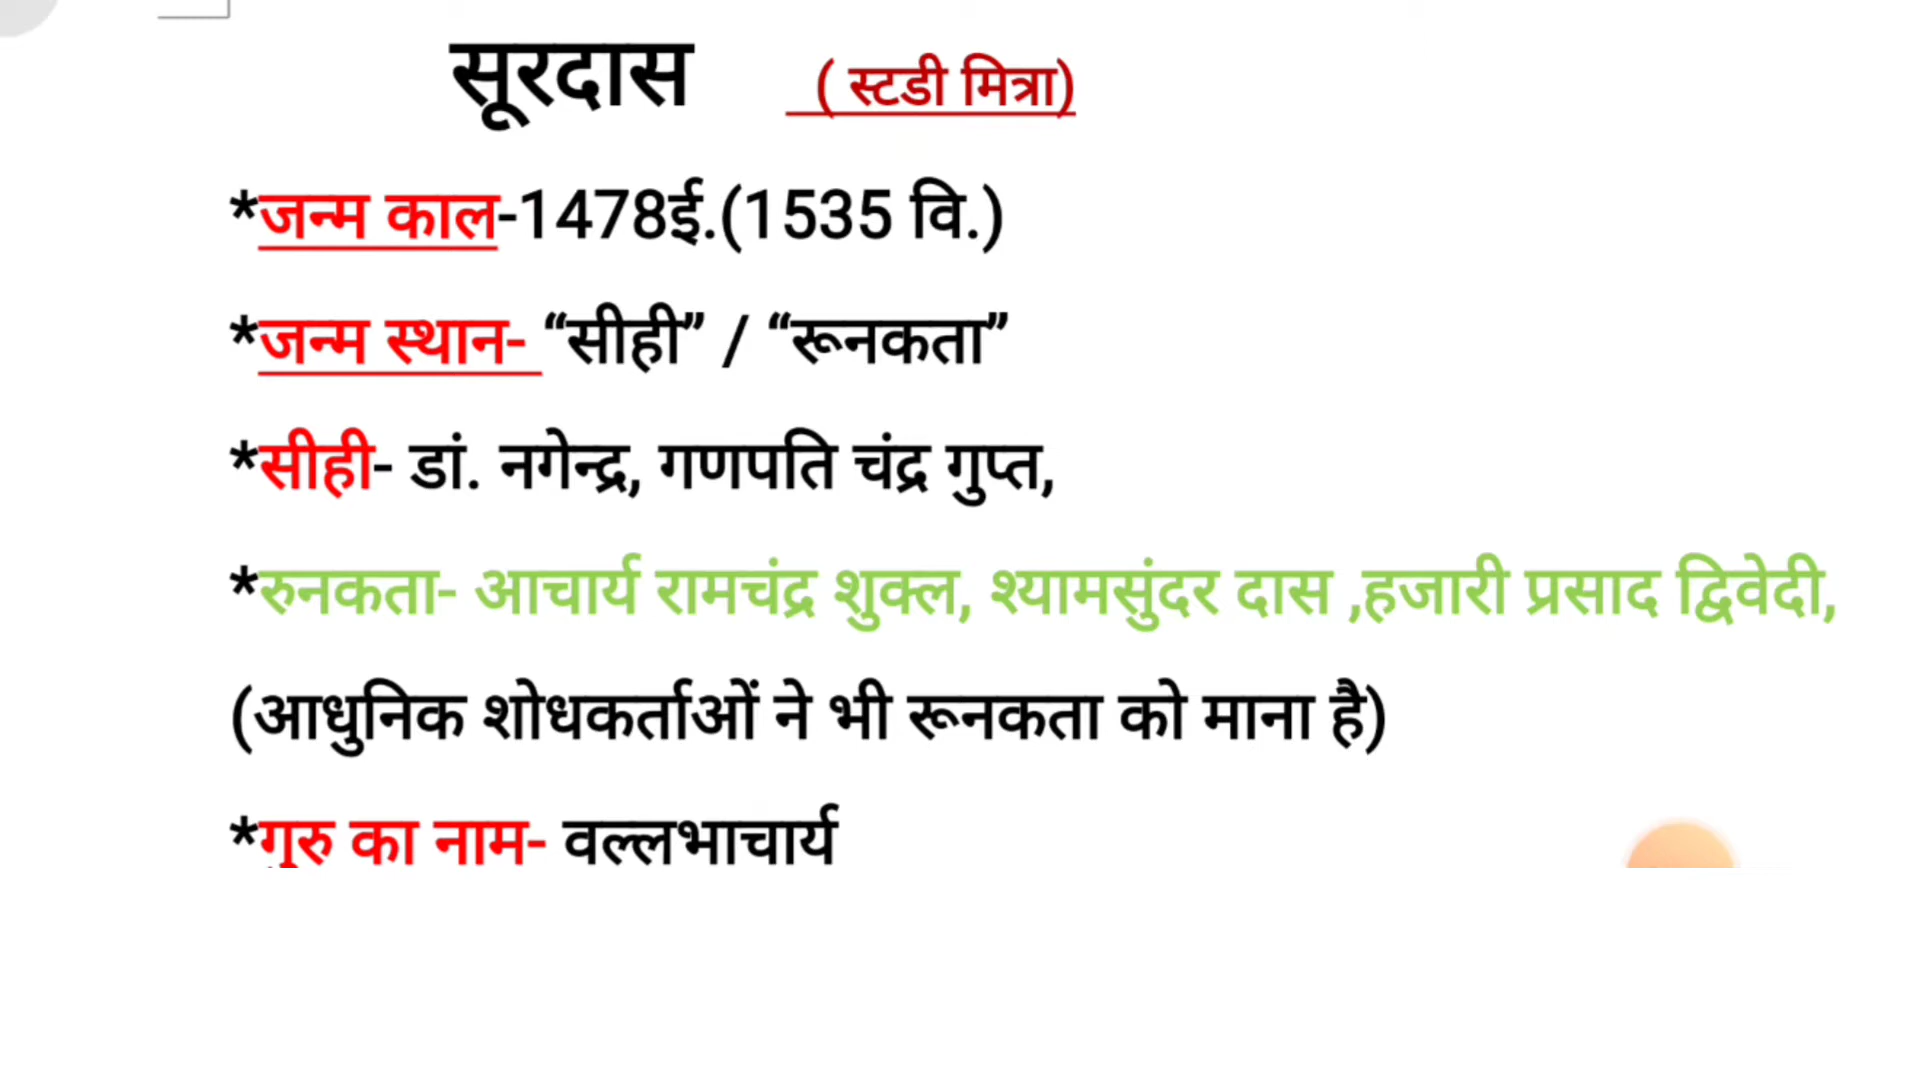 सूरदास ( स्टडी मित्रा)
*जन्म काल-1478ई.(1535 वि.)
*जन्म स्थान- “सीही” / “रूनकता”
*सीही- डां. नगेन्द्र, गणपति चंद्र गुप्त,
*रुनकता- आचार्य रामचंद्र शुक्ल, श्यामसुंदर दास ,हजारी प्रसाद द्विवेदी,
(आधुनिक शोधकर्ताओं ने भी रूनकता को माना है)
*गुरु का नाम- वल्लभाचार्य